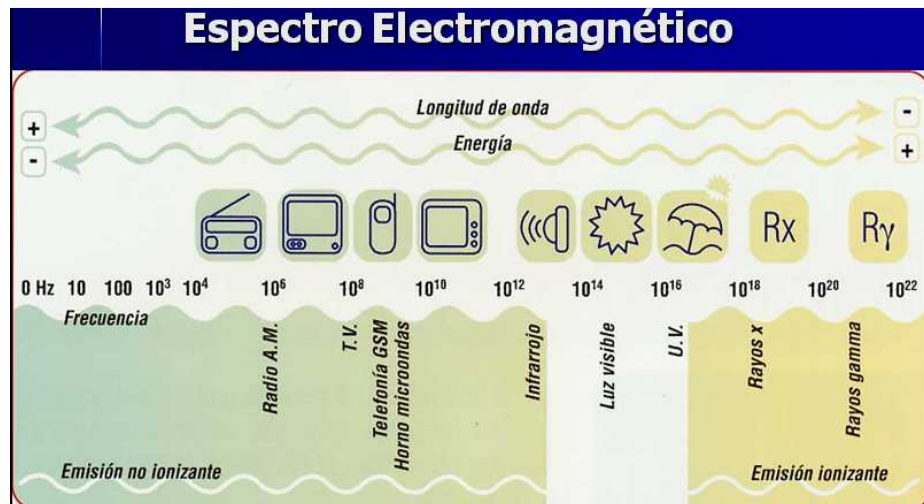 Espectro Electromagnético
Longitud de onda
+ -
Energía
- +
Rx Rγ
0 Hz 10 100 10³ 10⁴ 10⁶ 10⁸ 10¹⁰ 10¹² 10¹⁴ 10¹⁶ 10¹⁸ 10²⁰ 10²²
Frecuencia
Radio A.M.
T.V.
Telefonía GSM
Horno microondas
Infrarrojo
Luz visible
U.V.
Rayos x
Rayos gamma
Emisión no ionizante
Emisión ionizante